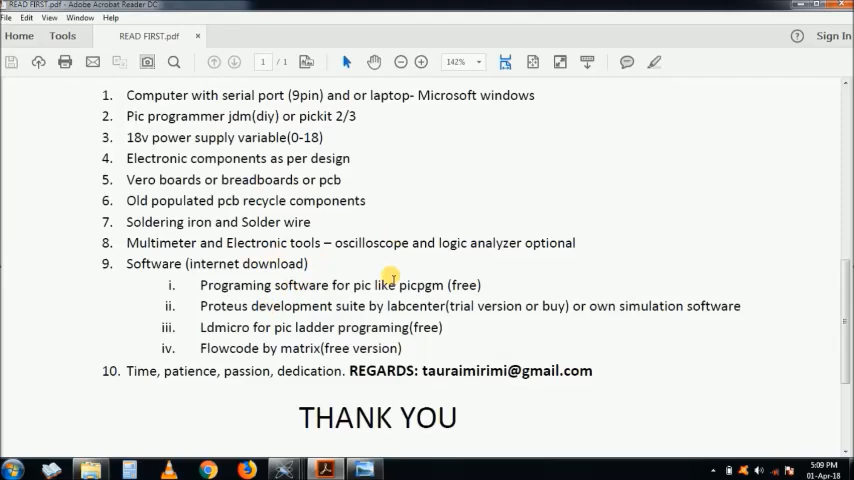 READ FIRST.pdf - Adobe Acrobat Reader DC
File Edit View Window Help
Home Tools READ FIRST.pdf × ? Sign In
1 / 1 142%
1. Computer with serial port (9pin) and or laptop- Microsoft windows
2. Pic programmer jdm(diy) or pickit 2/3
3. 18v power supply variable(0-18)
4. Electronic components as per design
5. Vero boards or breadboards or pcb
6. Old populated pcb recycle components
7. Soldering iron and Solder wire
8. Multimeter and Electronic tools – oscilloscope and logic analyzer optional
9. Software (internet download)
i. Programing software for pic like picpgm (free)
ii. Proteus development suite by labcenter(trial version or buy) or own simulation software
iii. Ldmicro for pic ladder programing(free)
iv. Flowcode by matrix(free version)
10. Time, patience, passion, dedication. REGARDS: tauraimirimi@gmail.com
THANK YOU
5:09 PM
01-Apr-18